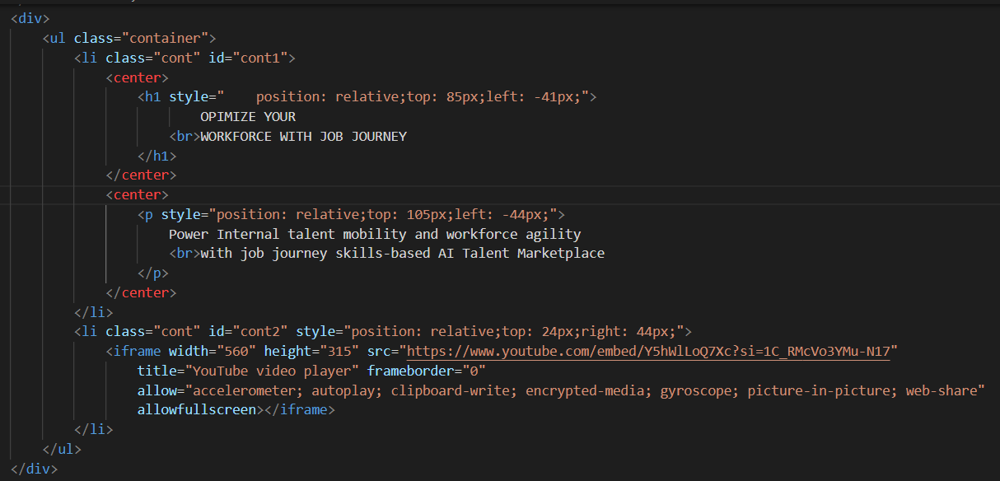 <div>
<ul class="container">
<li class="cont" id="cont1">
<center>
<h1 style="    position: relative;top: 85px;left: -41px;">
OPIMIZE YOUR
<br>WORKFORCE WITH JOB JOURNEY
</h1>
</center>
<center>
<p style="position: relative;top: 105px;left: -44px;">
Power Internal talent mobility and workforce agility
<br>with job journey skills-based AI Talent Marketplace
</p>
</center>
</li>
<li class="cont" id="cont2" style="position: relative;top: 24px;right: 44px;">
<iframe width="560" height="315" src="https://www.youtube.com/embed/Y5hWlLoQ7Xc?si=1C_RMcVo3YMu-N17"
title="YouTube video player" frameborder="0"
allow="accelerometer; autoplay; clipboard-write; encrypted-media; gyroscope; picture-in-picture; web-share"
allowfullscreen></iframe>
</li>
</ul>
</div>